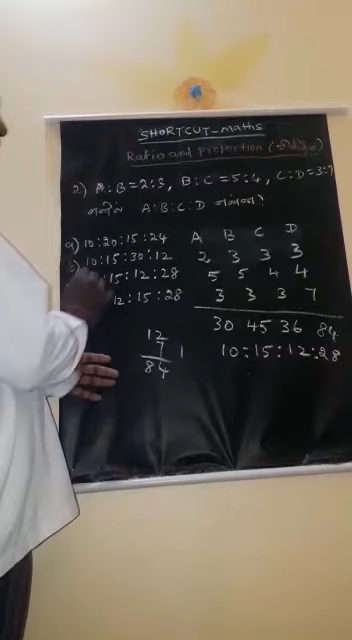 SHORTCUT-maths
Ratio and Proportion
2) A:B=2:3, B:C=5:4, C:D=3:7
எனில் A:B:C:D என்ன?
a) 10:20:15:24
b) 10:15:30:12
15:12:28
12:15:28
A B C D
2 3 3 3
5 5 4 4
3 3 3 7
30 45 36 84
10:15:12:28
12
7
84